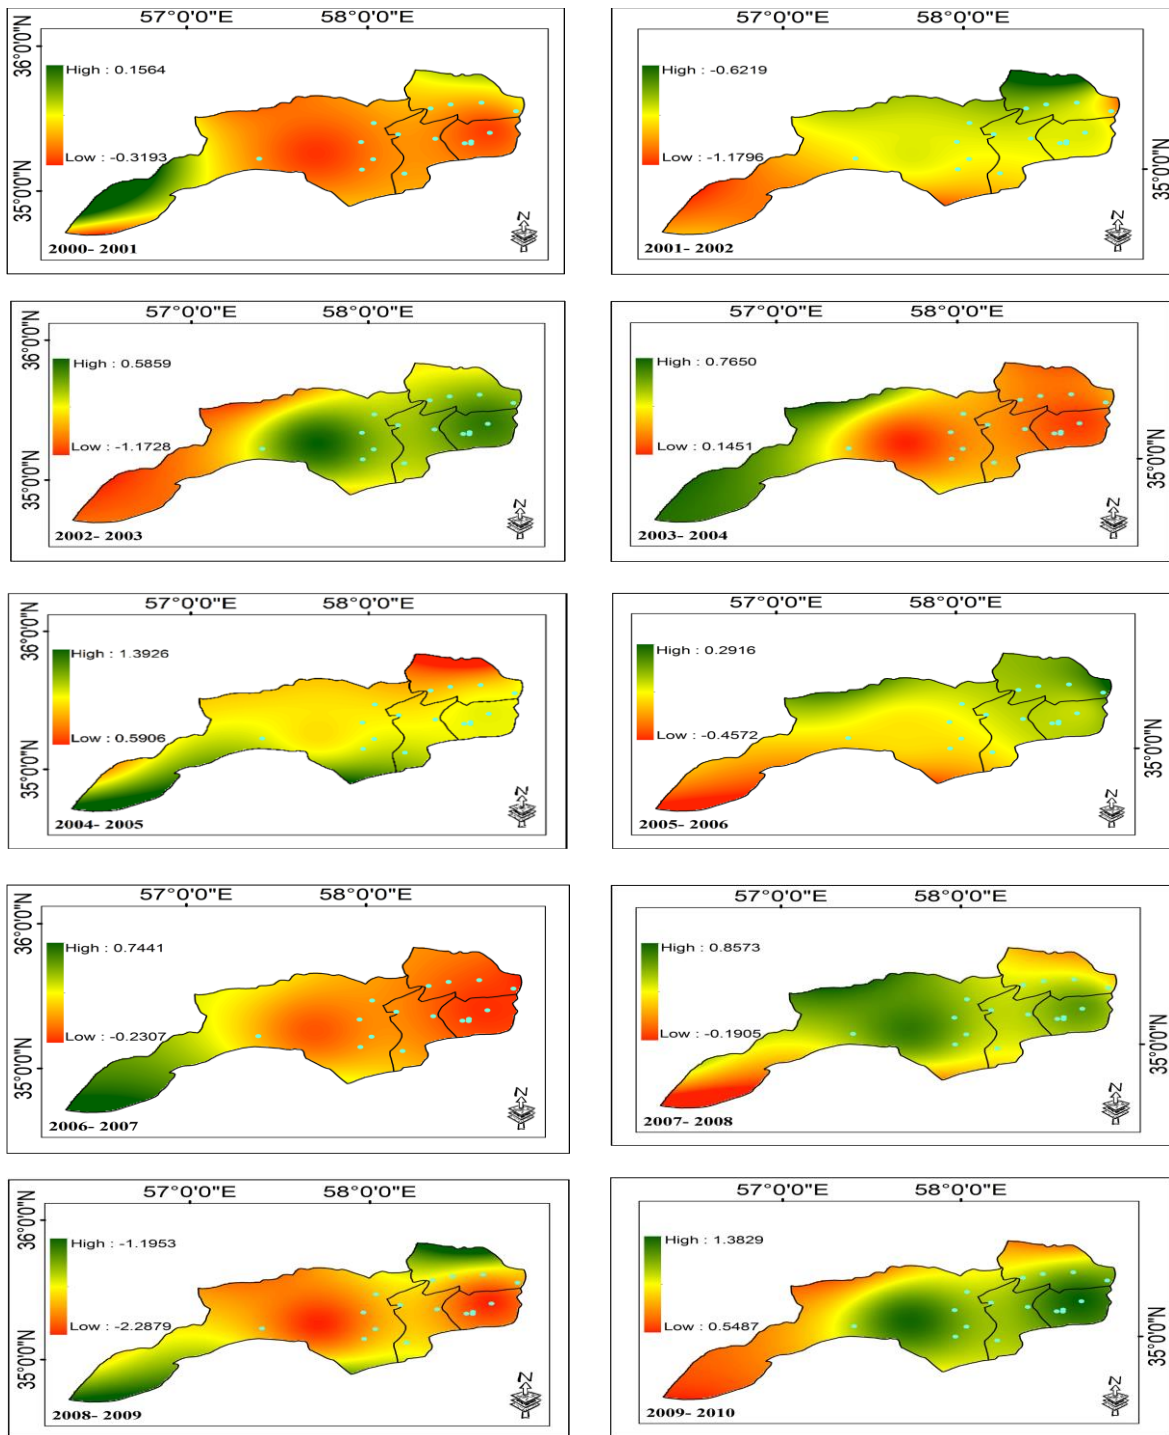 57°0'0"E 58°0'0"E
36°0'0"N
High : 0.1564
Low : -0.3193
35°0'0"N
N
2000- 2001
57°0'0"E 58°0'0"E
High : -0.6219
Low : -1.1796
35°0'0"N
N
2001- 2002
57°0'0"E 58°0'0"E
36°0'0"N
High : 0.5859
Low : -1.1728
35°0'0"N
N
2002- 2003
57°0'0"E 58°0'0"E
High : 0.7650
Low : 0.1451
35°0'0"N
N
2003- 2004
57°0'0"E 58°0'0"E
36°0'0"N
High : 1.3926
Low : 0.5906
35°0'0"N
N
2004- 2005
57°0'0"E 58°0'0"E
High : 0.2916
Low : -0.4572
35°0'0"N
N
2005- 2006
57°0'0"E 58°0'0"E
36°0'0"N
High : 0.7441
Low : -0.2307
35°0'0"N
N
2006- 2007
57°0'0"E 58°0'0"E
High : 0.8573
Low : -0.1905
35°0'0"N
N
2007- 2008
57°0'0"E 58°0'0"E
36°0'0"N
High : -1.1953
Low : -2.2879
35°0'0"N
N
2008- 2009
57°0'0"E 58°0'0"E
High : 1.3829
Low : 0.5487
35°0'0"N
N
2009- 2010